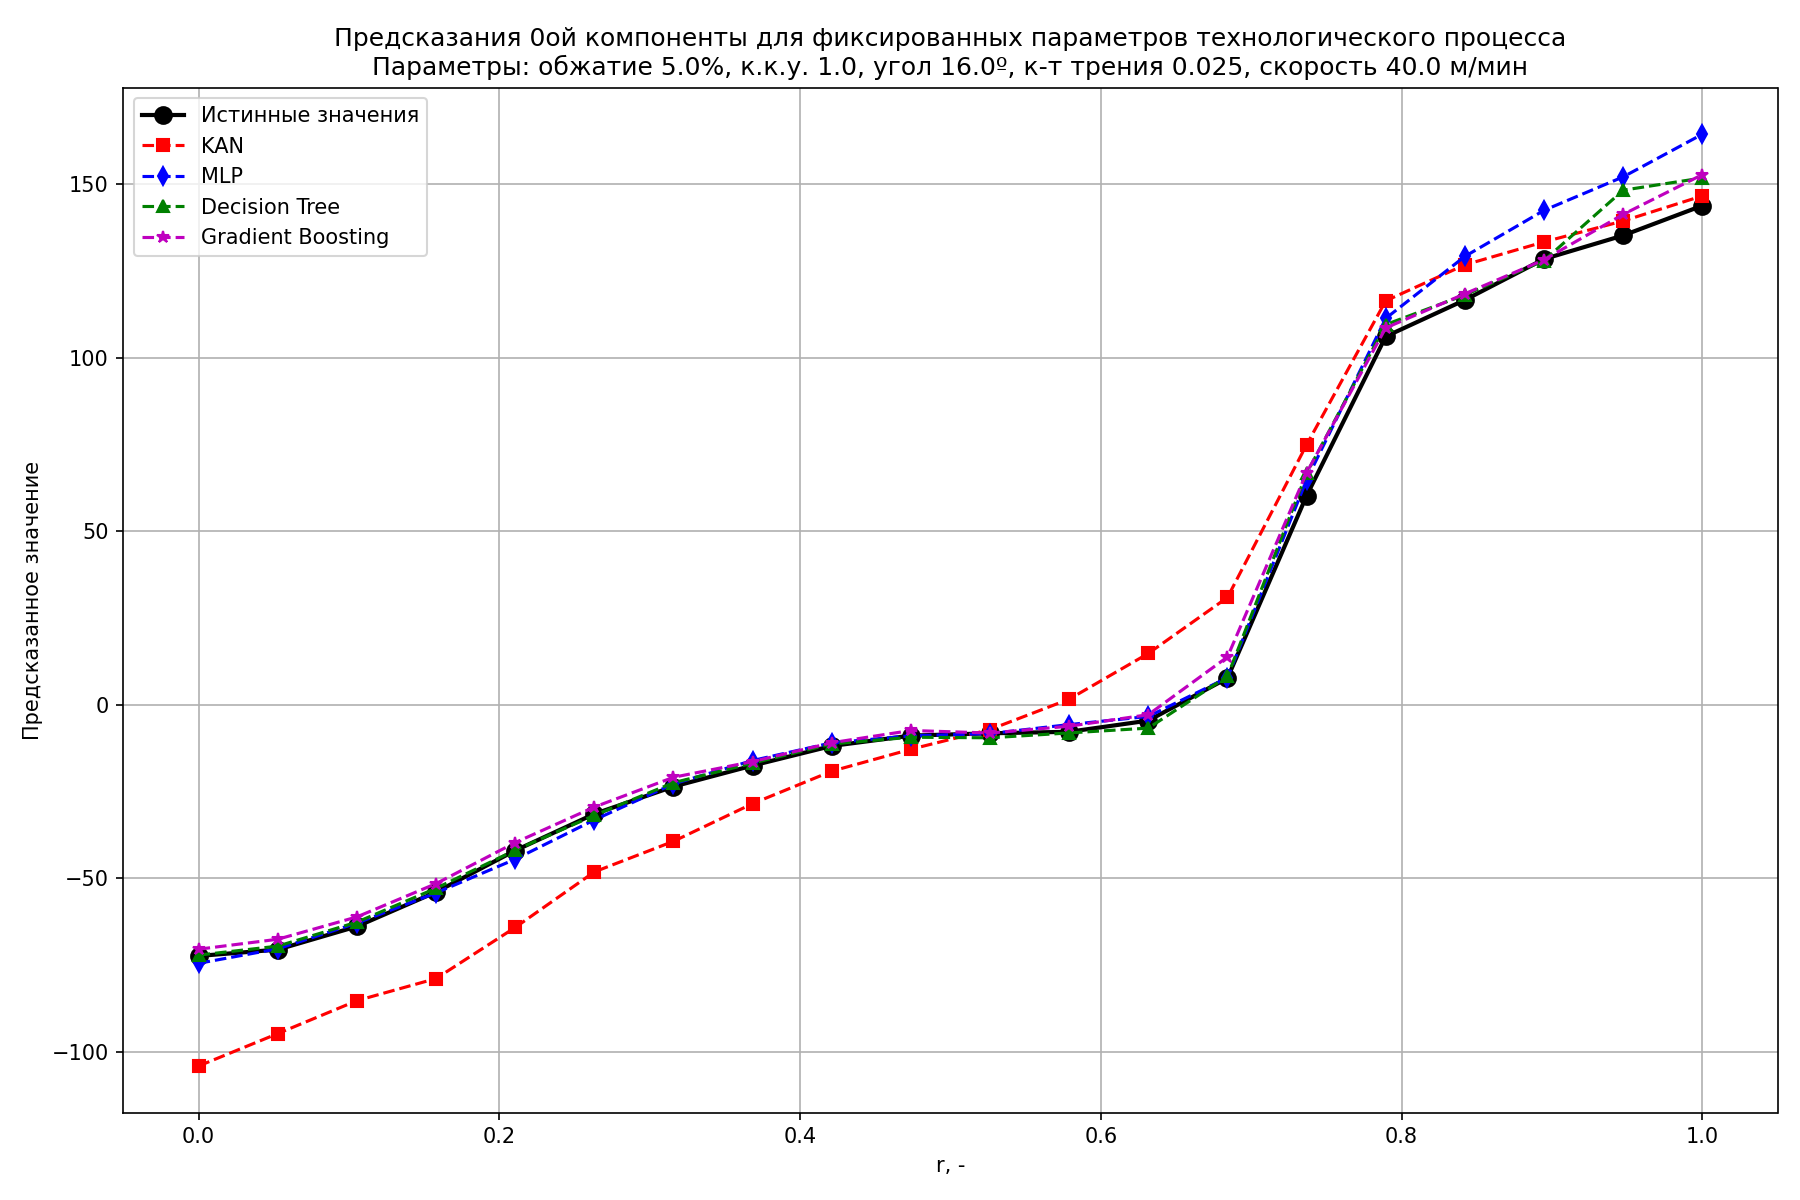 Предсказания 0ой компоненты для фиксированных параметров технологического процесса
Параметры: обжатие 5.0%, к.к.у. 1.0, угол 16.0º, к-т трения 0.025, скорость 40.0 м/мин
Истинные значения
KAN
MLP
Decision Tree
Gradient Boosting
Предсказанное значение
150
100
50
0
−50
−100
0.0
0.2
0.4
0.6
0.8
1.0
r, -